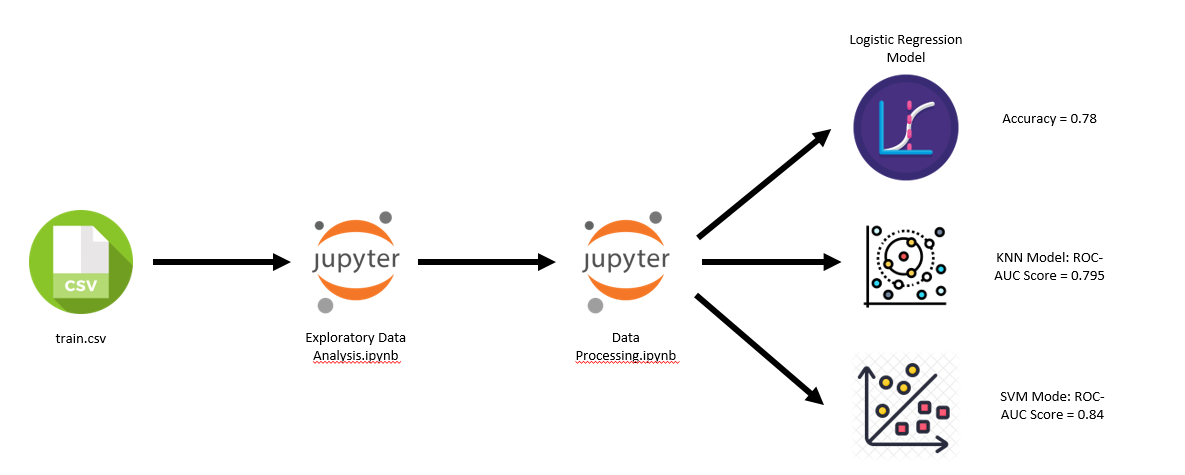 Logistic Regression
Model
Accuracy = 0.78
CSV
train.csv
jupyter
Exploratory Data
Analysis.ipynb
jupyter
Data
Processing.ipynb
KNN Model: ROC-
AUC Score = 0.795
SVM Mode: ROC-
AUC Score = 0.84